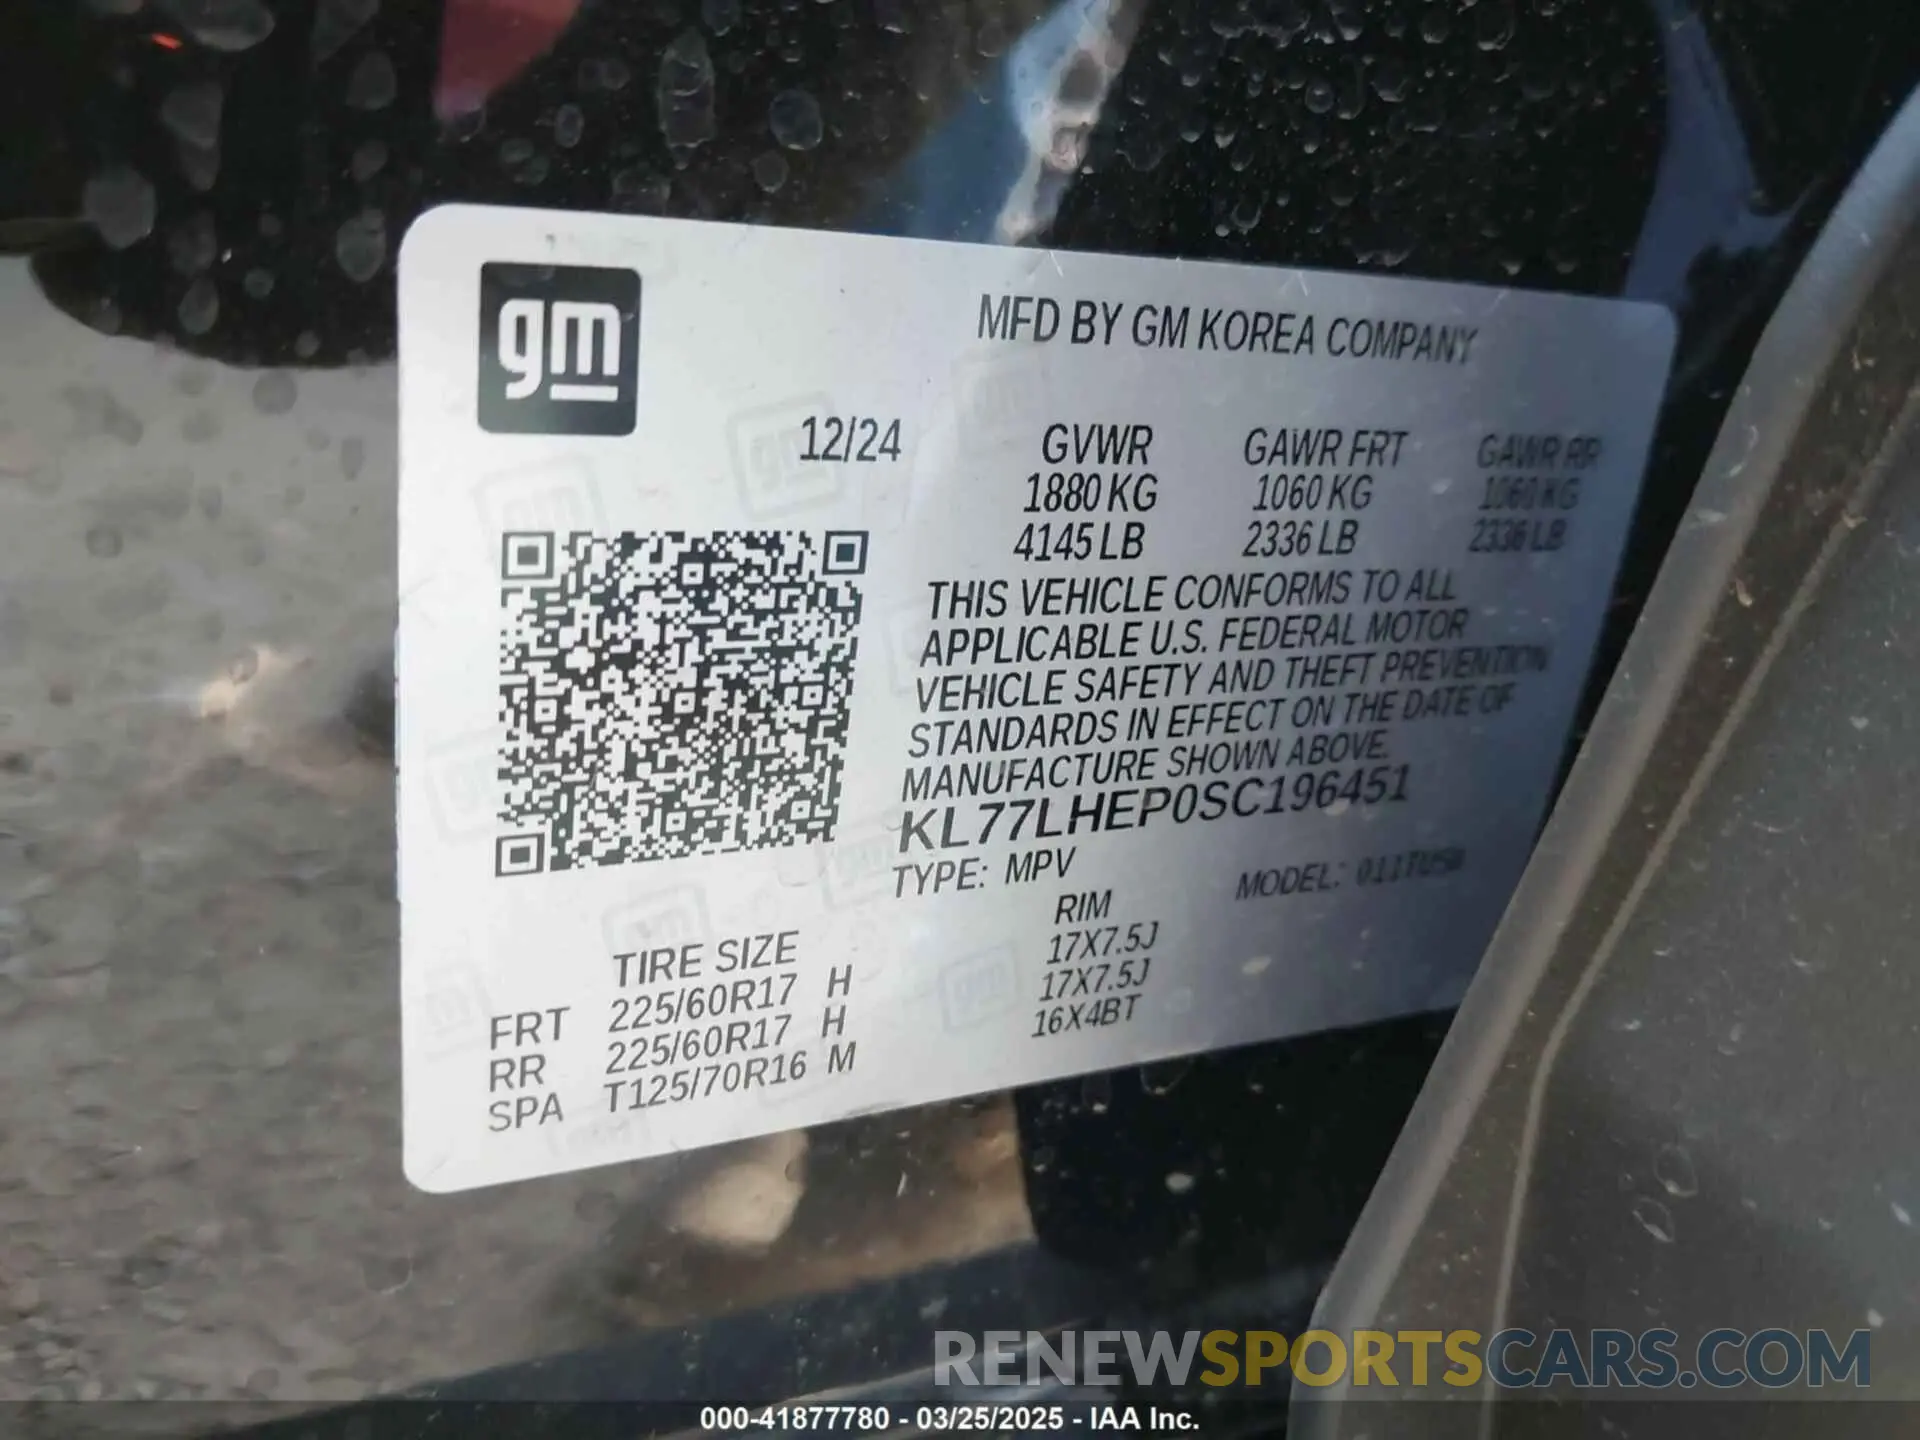 gm
MFD BY GM KOREA COMPANY
12/24
GVWR GAWR FRT GAWR RR
1880 KG 1060 KG 1060 KG
4145 LB 2336 LB 2336 LB
THIS VEHICLE CONFORMS TO ALL
APPLICABLE U.S. FEDERAL MOTOR
VEHICLE SAFETY AND THEFT PREVENTION
STANDARDS IN EFFECT ON THE DATE OF
MANUFACTURE SHOWN ABOVE.
KL77LHEP0SC196451
TYPE: MPV MODEL:
TIRE SIZE RIM
FRT 225/60R17 H 17X7.5J
RR 225/60R17 H 17X7.5J
SPA T125/70R16 M 16X4BT
RENEWSPORTSCARS.COM
000-41877780 - 03/25/2025 - IAA Inc.